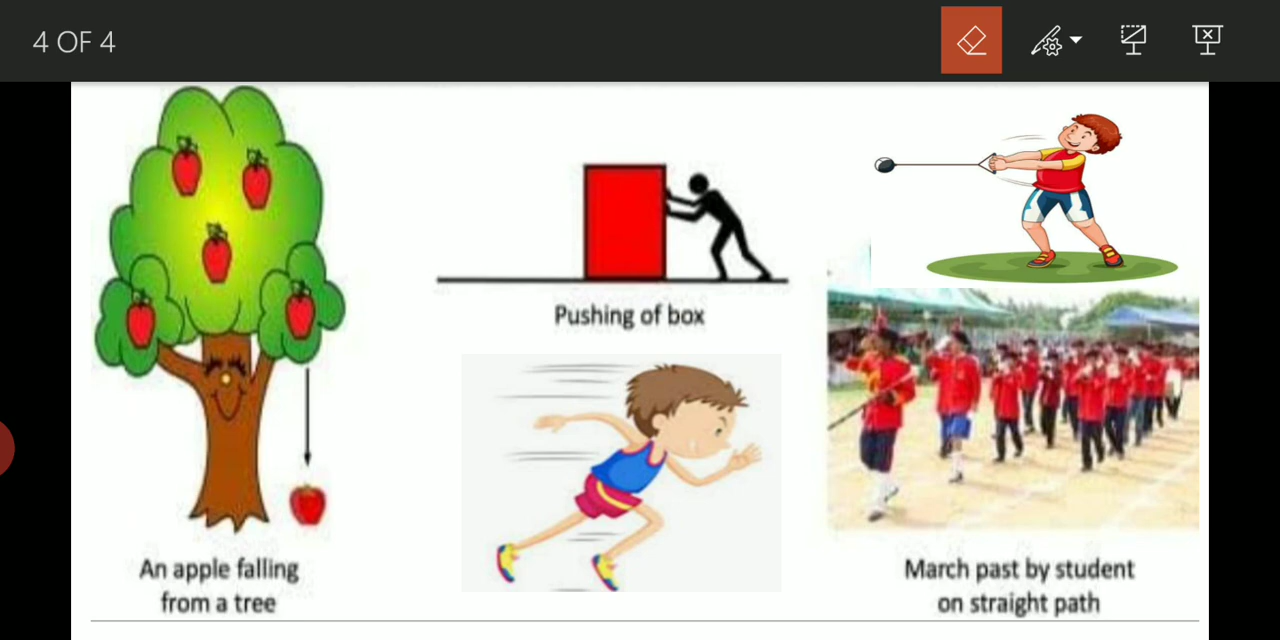 4 OF 4
Pushing of box
An apple falling
from a tree
March past by student
on straight path